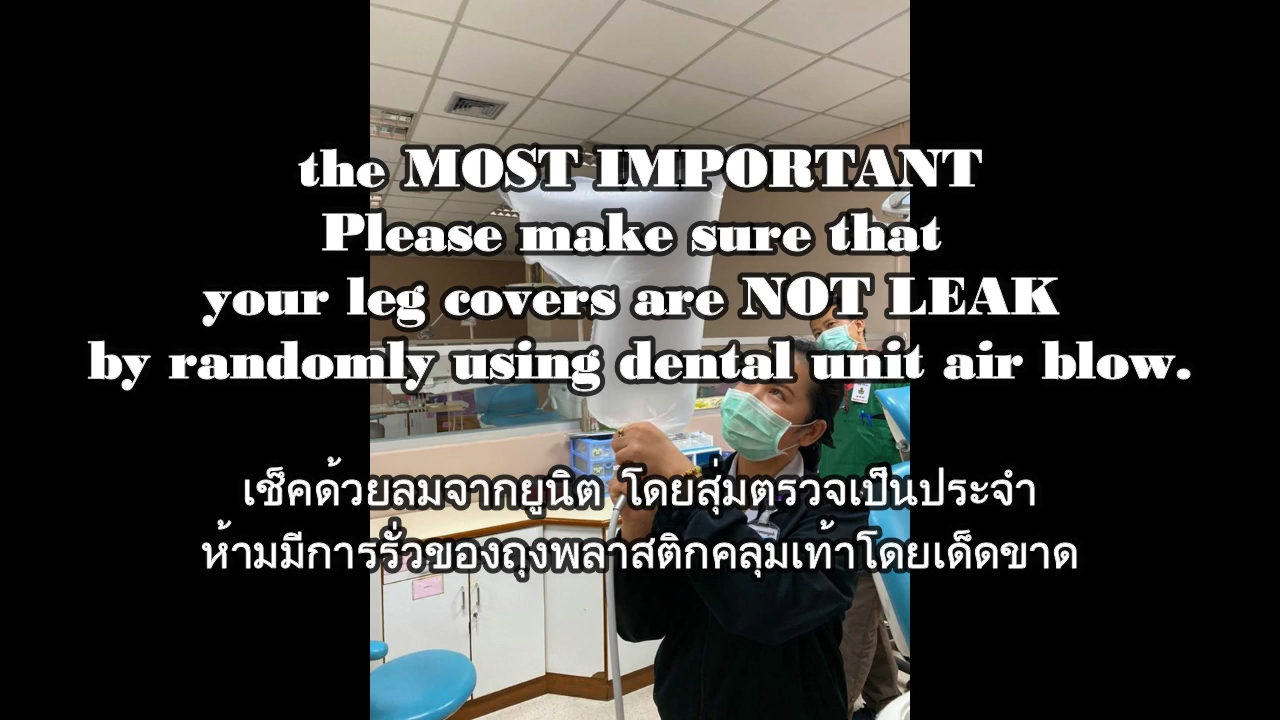 the MOST IMPORTANT
Please make sure that
your leg covers are NOT LEAK
by randomly using dental unit air blow.
เช็คด้วยลมจากยูนิต โดยสุ่มตรวจเป็นประจำ
ห้ามมีการรั่วของถุงพลาสติกคลุมเท้าโดยเด็ดขาด